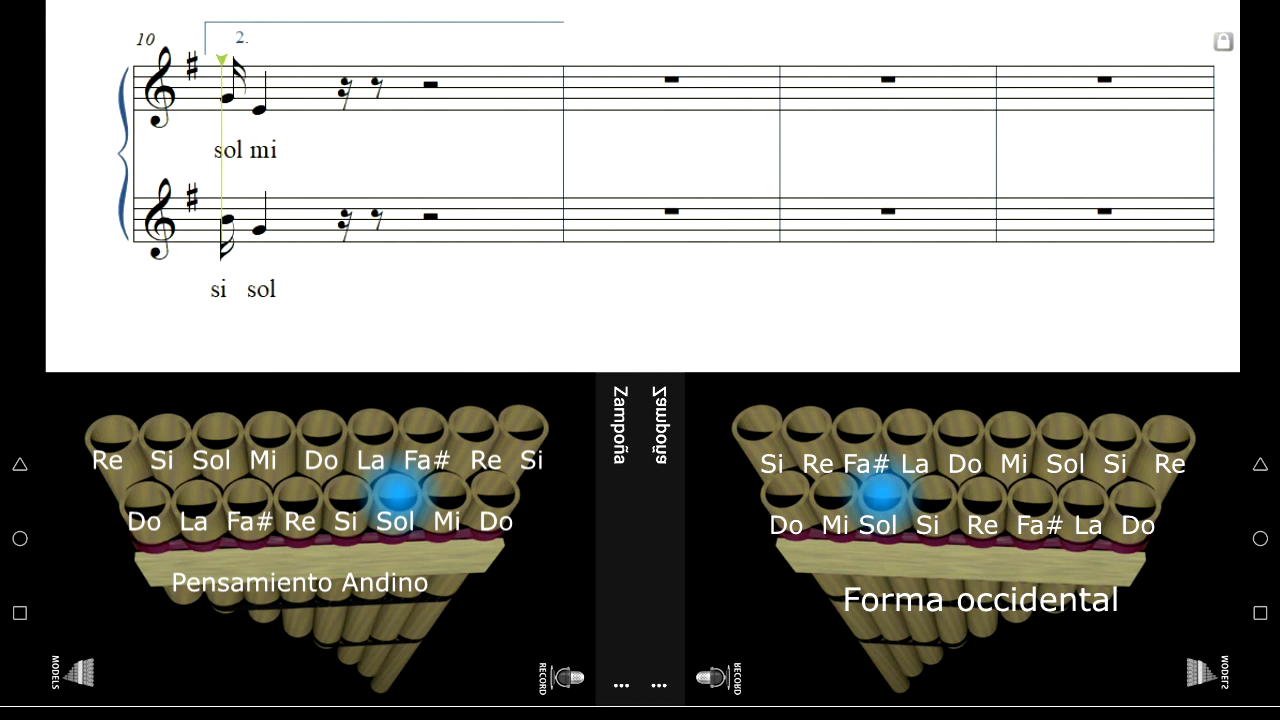 10
2.
sol mi
si sol
Zampoña
Zampoña
Re Si Sol Mi Do La Fa# Re Si
Do La Fa# Re Si Sol Mi Do
Pensamiento Andino
Si Re Fa# La Do Mi Sol Si Re
Do Mi Sol Si Re Fa# La Do
Forma occidental
MODELS
RECORD
RECORD
MODELS